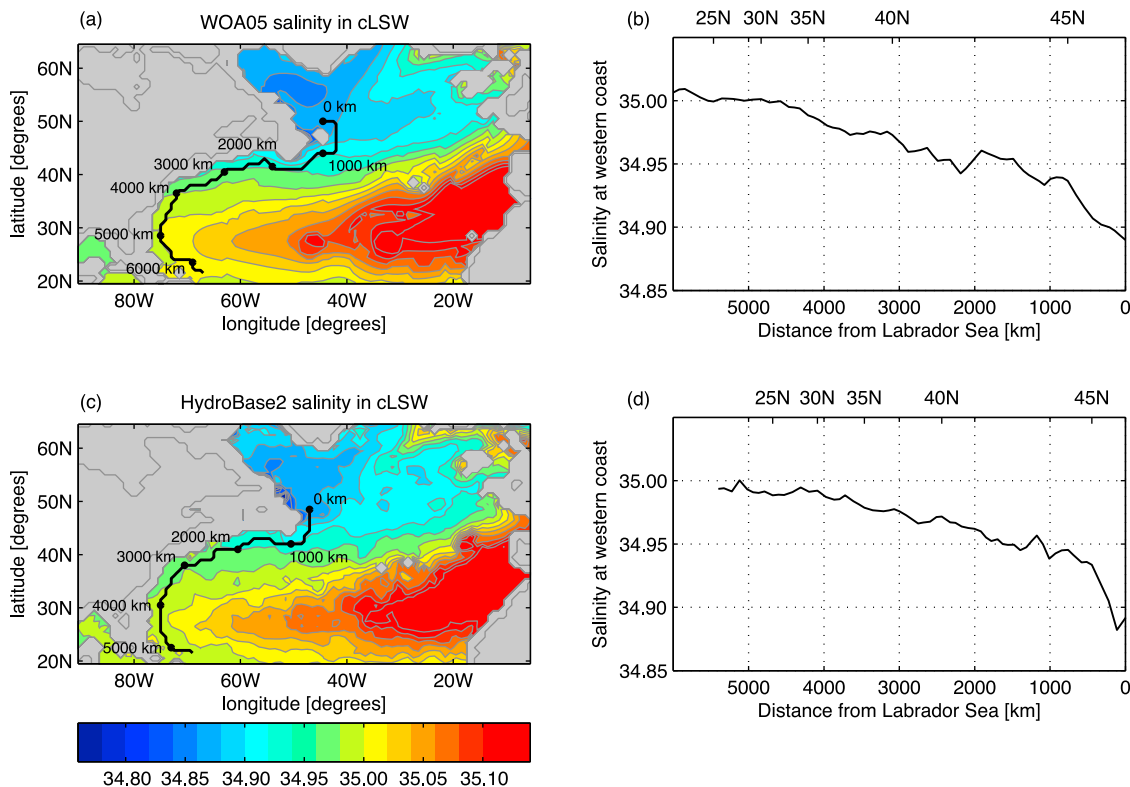 (a)
WOA05 salinity in cLSW
60N
50N
40N
30N
20N
latitude [degrees]
0 km
1000 km
2000 km
3000 km
4000 km
5000 km
6000 km
80W 60W 40W 20W
longitude [degrees]
(b)
25N 30N 35N 40N 45N
35.00
34.95
34.90
34.85
Salinity at western coast
5000 4000 3000 2000 1000 0
Distance from Labrador Sea [km]
(c)
HydroBase2 salinity in cLSW
60N
50N
40N
30N
20N
latitude [degrees]
0 km
1000 km
2000 km
3000 km
4000 km
5000 km
80W 60W 40W 20W
longitude [degrees]
34.80 34.85 34.90 34.95 35.00 35.05 35.10
(d)
25N 30N 35N 40N 45N
35.00
34.95
34.90
34.85
Salinity at western coast
5000 4000 3000 2000 1000 0
Distance from Labrador Sea [km]